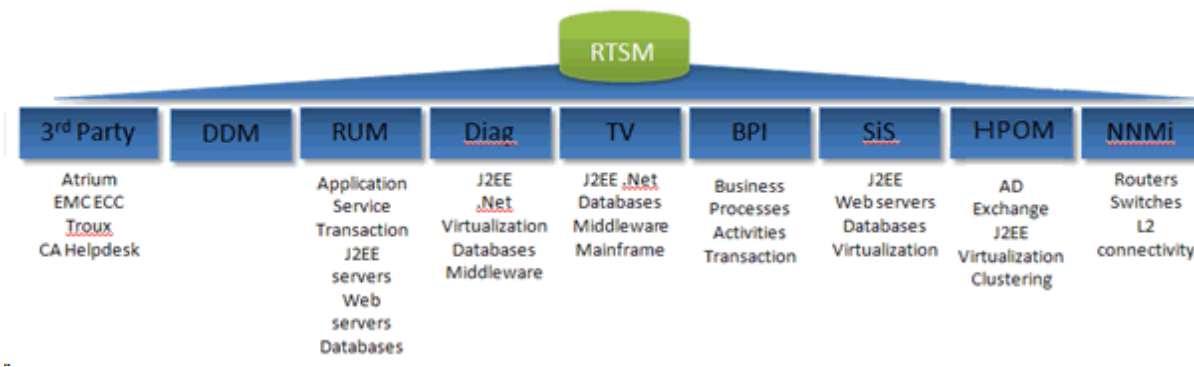 RTSM
3rd Party
DDM
RUM
Diag
TV
BPI
SiS
HPOM
NNMi
Atrium
EMC ECC
Troux
CA Helpdesk
Application
Service
Transaction
J2EE
servers
Web
servers
Databases
J2EE
.Net
Virtualization
Databases
Middleware
J2EE .Net
Databases
Middleware
Mainframe
Business
Processes
Activities
Transaction
J2EE
Web servers
Databases
Virtualization
AD
Exchange
J2EE
Virtualization
Clustering
Routers
Switches
L2
connectivity